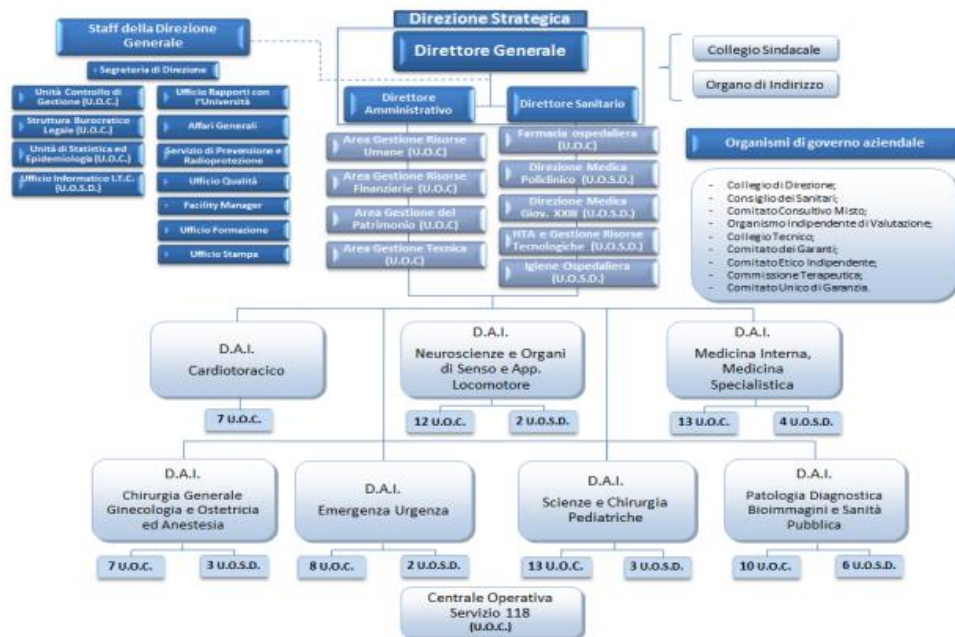 Direzione Strategica
Staff della Direzione
Generale
Direttore Generale
Collegio Sindacale
Organo di Indirizzo
Segreteria di Direzione
Unità Controllo di
Gestione (U.O.C.)
Struttura Burocratico
Legale (U.O.C.)
Unità di Statistica ed
Epidemiologia (U.O.C.)
Ufficio Informatico I.T.C.
(U.O.S.D.)
Ufficio Rapporti con
l'Università
Affari Generali
Servizio di Prevenzione e
Radioprotezione
Ufficio Qualità
Facility Manager
Ufficio Formazione
Ufficio Stampa
Direttore
Amministrativo
Area Gestione Risorse
Umane (U.O.C)
Area Gestione Risorse
Finanziarie (U.O.C)
Area Gestione del
Patrimonio (U.O.C)
Area Gestione Tecnica
(U.O.C)
Direttore Sanitario
Farmacia ospedaliera
(U.O.C)
Direzione Medica
Policlinico (U.O.S.D.)
Direzione Medica
Giov. XXIII (U.O.S.D.)
HTA e Gestione Risorse
Tecnologiche (U.O.S.D.)
Igiene Ospedaliera
(U.O.S.D.)
Organismi di governo aziendale
- Collegio di Direzione;
- Consiglio dei Sanitari;
- Comitato Consultivo Misto;
- Organismo Indipendente di Valutazione;
- Collegio Tecnico;
- Comitato dei Garanti;
- Comitato Etico Indipendente;
- Commissione Terapeutica;
- Comitato Unico di Garanzia.
D.A.I.
Cardiotoracico
7 U.O.C.
D.A.I.
Neuroscienze e Organi
di Senso e App.
Locomotore
12 U.O.C.
2 U.O.S.D.
D.A.I.
Medicina Interna,
Medicina
Specialistica
13 U.O.C.
4 U.O.S.D.
D.A.I.
Chirurgia Generale
Ginecologia e Ostetricia
ed Anestesia
7 U.O.C.
3 U.O.S.D.
D.A.I.
Emergenza Urgenza
8 U.O.C.
2 U.O.S.D.
D.A.I.
Scienze e Chirurgia
Pediatriche
13 U.O.C.
3 U.O.S.D.
D.A.I.
Patologia Diagnostica
Bioimmagini e Sanità
Pubblica
10 U.O.C.
6 U.O.S.D.
Centrale Operativa
Servizio 118
(U.O.C.)